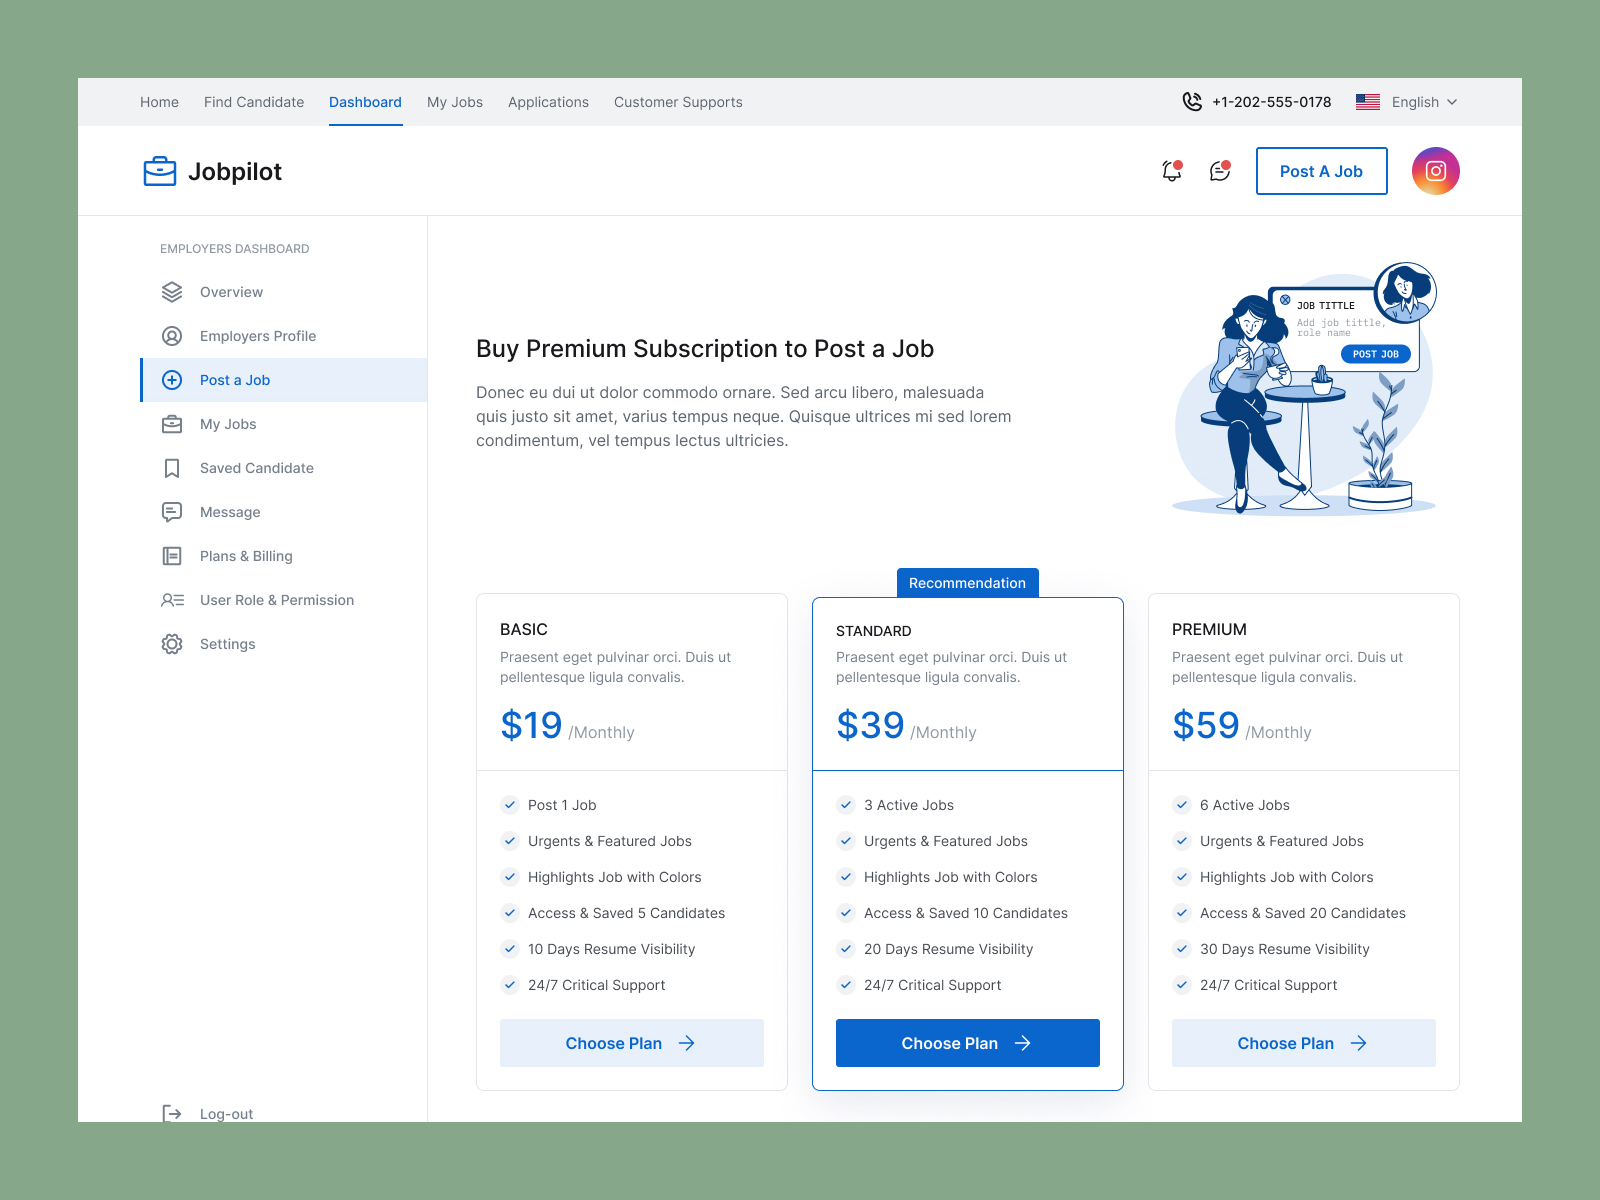 Home Find Candidate Dashboard My Jobs Applications Customer Supports +1-202-555-0178 English
Jobpilot Post A Job
EMPLOYERS DASHBOARD
Overview
Employers Profile
Post a Job
My Jobs
Saved Candidate
Message
Plans & Billing
User Role & Permission
Settings
Log-out
Buy Premium Subscription to Post a Job
Donec eu dui ut dolor commodo ornare. Sed arcu libero, malesuada
quis justo sit amet, varius tempus neque. Quisque ultrices mi sed lorem
condimentum, vel tempus lectus ultricies.
JOB TITTLE
Add job tittle,
role name
POST JOB
BASIC
Praesent eget pulvinar orci. Duis ut
pellentesque ligula convalis.
$19 /Monthly
Post 1 Job
Urgents & Featured Jobs
Highlights Job with Colors
Access & Saved 5 Candidates
10 Days Resume Visibility
24/7 Critical Support
Choose Plan
Recommendation
STANDARD
Praesent eget pulvinar orci. Duis ut
pellentesque ligula convalis.
$39 /Monthly
3 Active Jobs
Urgents & Featured Jobs
Highlights Job with Colors
Access & Saved 10 Candidates
20 Days Resume Visibility
24/7 Critical Support
Choose Plan
PREMIUM
Praesent eget pulvinar orci. Duis ut
pellentesque ligula convalis.
$59 /Monthly
6 Active Jobs
Urgents & Featured Jobs
Highlights Job with Colors
Access & Saved 20 Candidates
30 Days Resume Visibility
24/7 Critical Support
Choose Plan